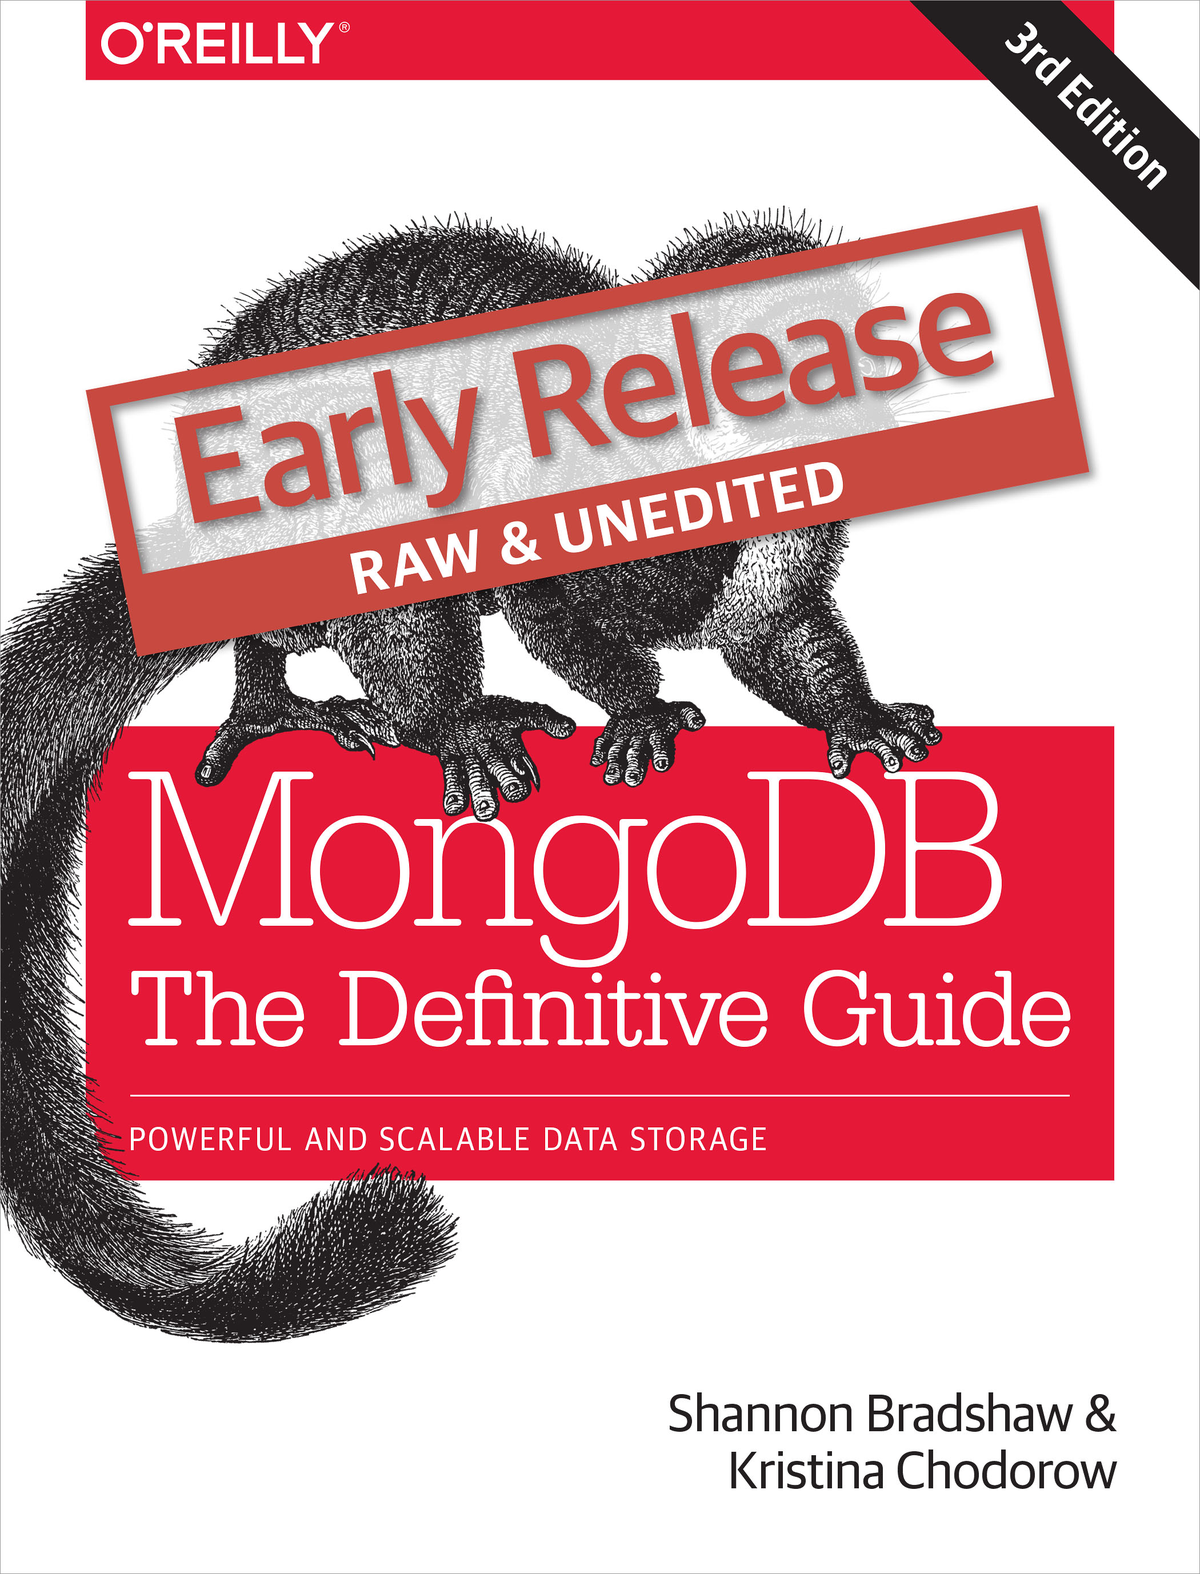 O'REILLY®
3rd Edition
Early Release
RAW & UNEDITED
MongoDB
The Definitive Guide
POWERFUL AND SCALABLE DATA STORAGE
Shannon Bradshaw &
Kristina Chodorow